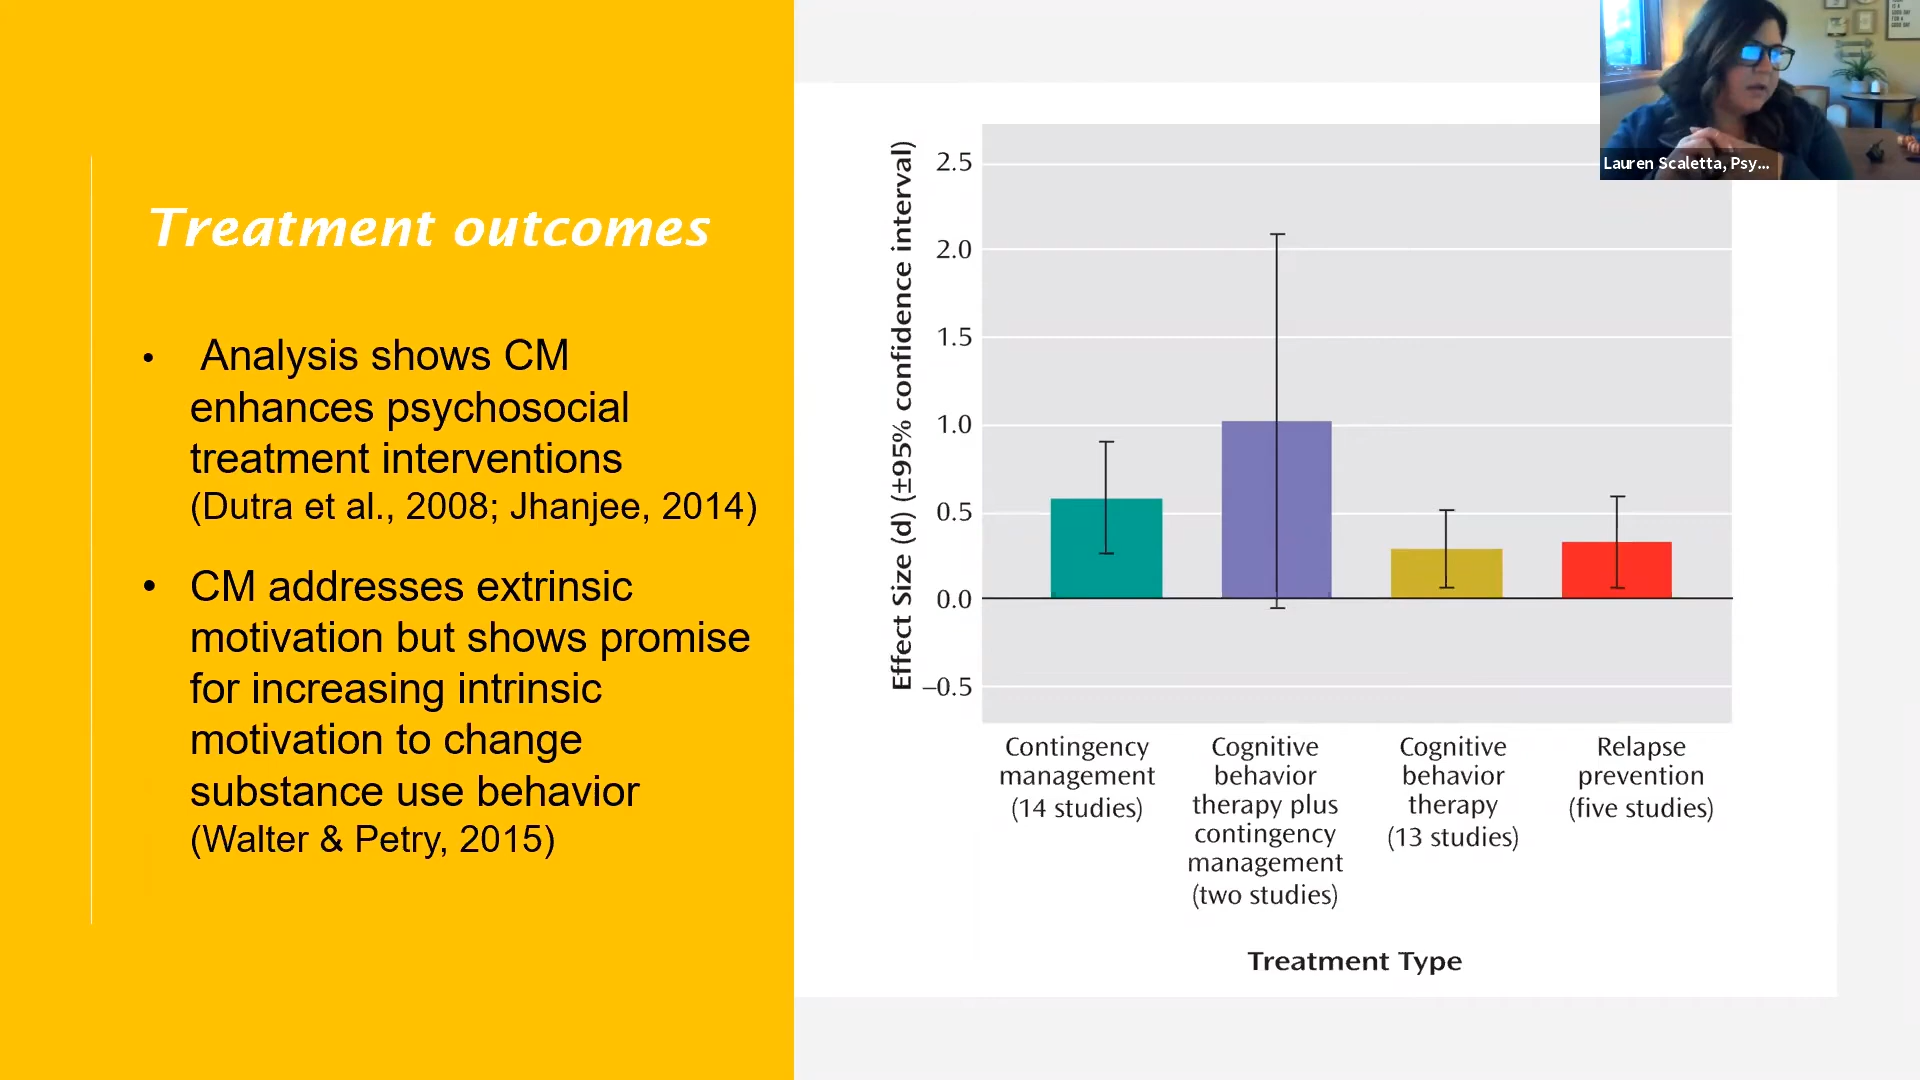 Treatment outcomes
• Analysis shows CM
enhances psychosocial
treatment interventions
(Dutra et al., 2008; Jhanjee, 2014)
• CM addresses extrinsic
motivation but shows promise
for increasing intrinsic
motivation to change
substance use behavior
(Walter & Petry, 2015)
Effect Size (d) (±95% confidence interval)
2.5
2.0
1.5
1.0
0.5
0.0
–0.5
Contingency
management
(14 studies)
Cognitive
behavior
therapy plus
contingency
management
(two studies)
Cognitive
behavior
therapy
(13 studies)
Relapse
prevention
(five studies)
Treatment Type
Lauren Scaletta, Psy...